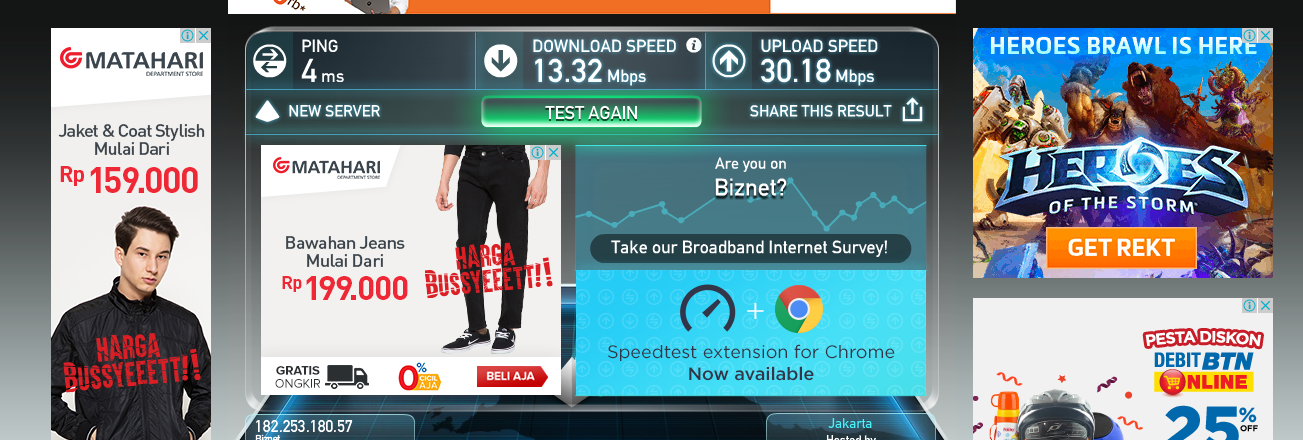 rb*
MATAHARI
DEPARTMENT STORE
Jaket & Coat Stylish
Mulai Dari
Rp 159.000
HARGA
BUSSYEEETT!!
PING
4 ms
DOWNLOAD SPEED
13.32 Mbps
UPLOAD SPEED
30.18 Mbps
NEW SERVER
TEST AGAIN
SHARE THIS RESULT
MATAHARI
DEPARTMENT STORE
Bawahan Jeans
Mulai Dari
Rp 199.000
HARGA
BUSSYEEETT!!
GRATIS
ONGKIR
0%
CICIL
AJA
BELI AJA
Are you on
Biznet?
Take our Broadband Internet Survey!
Speedtest extension for Chrome
Now available
182.253.180.57
Biznet
Jakarta
Hosted by
HEROES BRAWL IS HERE
HEROES
OF THE STORM
GET REKT
PESTA DISKON
DEBIT BTN
ONLINE
25%
OFF